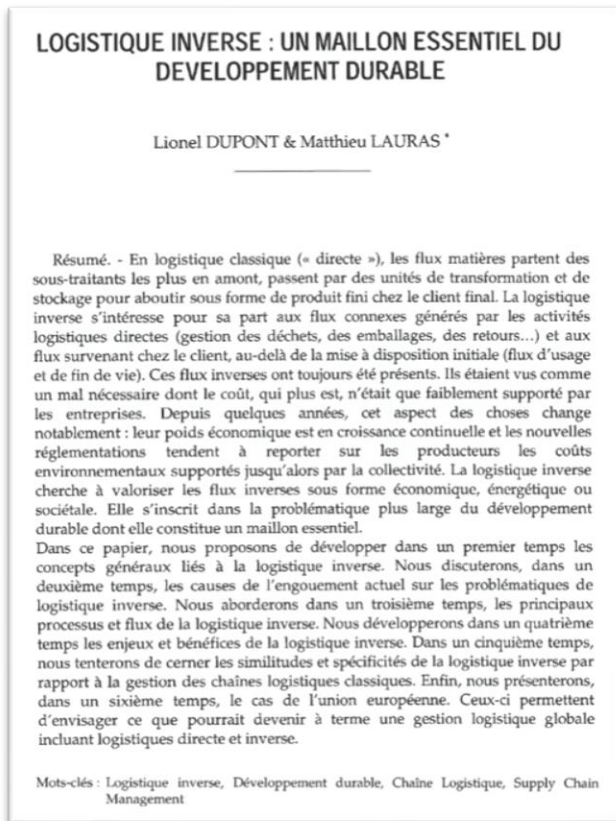 LOGISTIQUE INVERSE : UN MAILLON ESSENTIEL DU
DEVELOPPEMENT DURABLE
Lionel DUPONT & Matthieu LAURAS *
Résumé. - En logistique classique (« directe »), les flux matières partent des
sous-traitants les plus en amont, passent par des unités de transformation et de
stockage pour aboutir sous forme de produit fini chez le client final. La logistique
inverse s'intéresse pour sa part aux flux connexes générés par les activités
logistiques directes (gestion des déchets, des emballages, des retours...) et aux
flux survenant chez le client, au-delà de la mise à disposition initiale (flux d'usage
et de fin de vie). Ces flux inverses ont toujours été présents. Ils étaient vus comme
un mal nécessaire dont le coût, qui plus est, n'était que faiblement supporté par
les entreprises. Depuis quelques années, cet aspect des choses change
notablement : leur poids économique est en croissance continuelle et les nouvelles
réglementations tendent à reporter sur les producteurs les coûts
environnementaux supportés jusqu'alors par la collectivité. La logistique inverse
cherche à valoriser les flux inverses sous forme économique, énergétique ou
sociétale. Elle s'inscrit dans la problématique plus large du développement
durable dont elle constitue un maillon essentiel.
Dans ce papier, nous proposons de développer dans un premier temps les
concepts généraux liés à la logistique inverse. Nous discuterons, dans un
deuxième temps, les causes de l'engouement actuel sur les problématiques de
logistique inverse. Nous aborderons dans un troisième temps, les principaux
processus et flux de la logistique inverse. Nous développerons dans un quatrième
temps les enjeux et bénéfices de la logistique inverse. Dans un cinquième temps,
nous tenterons de cerner les similitudes et spécificités de la logistique inverse par
rapport à la gestion des chaînes logistiques classiques. Enfin, nous présenterons,
dans un sixième temps, le cas de l'union européenne. Ceux-ci permettent
d'envisager ce que pourrait devenir à terme une gestion logistique globale
incluant logistiques directe et inverse.
Mots-clés : Logistique inverse, Développement durable, Chaîne Logistique, Supply Chain
Management